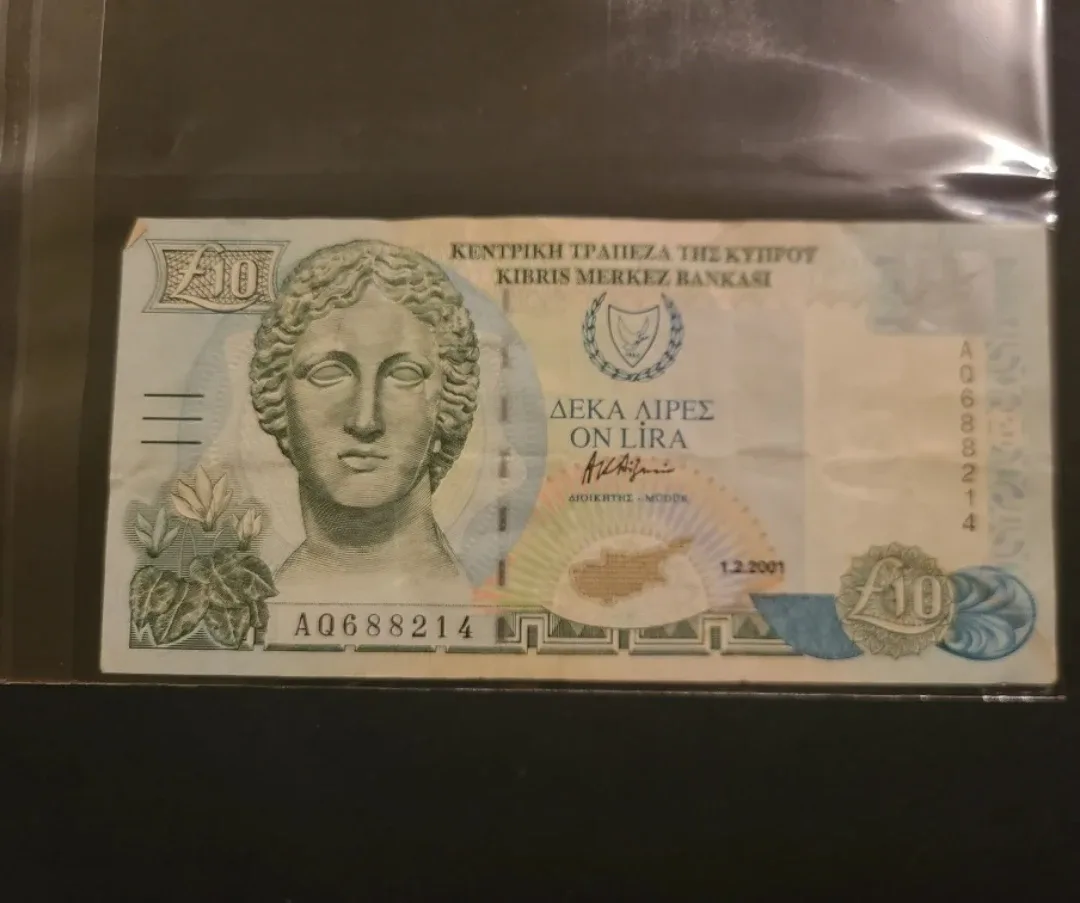 £10
ΚΕΝΤΡΙΚΗ ΤΡΑΠΕΖΑ ΤΗΣ ΚΥΠΡΟΥ
KIBRIS MERKEZ BANKASI
AQ688214
ΔΕΚΑ ΛΙΡΕΣ
ON LİRA
ΔΙΟΙΚΗΤΗΣ - MÜDÜR
1.2.2001
£10
AQ688214